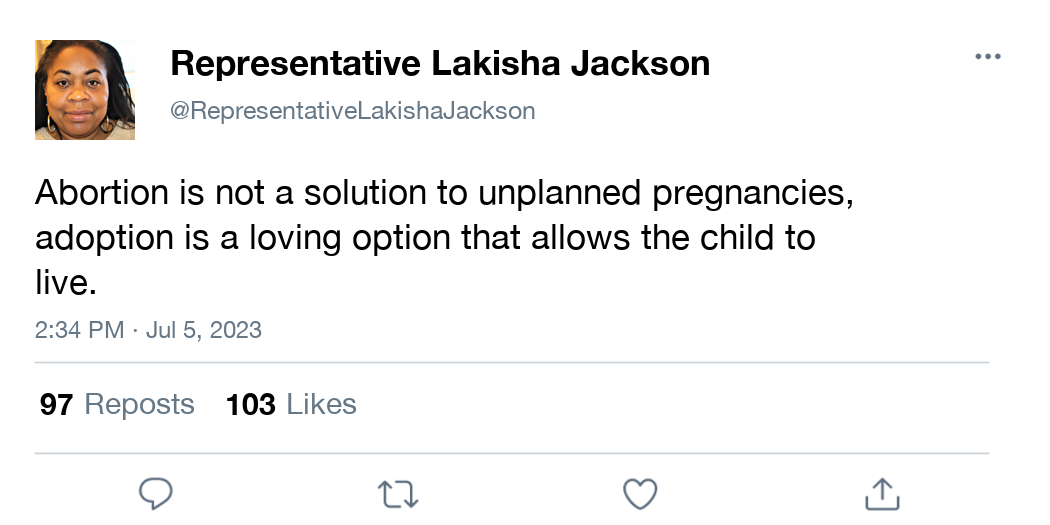 Representative Lakisha Jackson
@RepresentativeLakishaJackson
Abortion is not a solution to unplanned pregnancies,
adoption is a loving option that allows the child to
live.
2:34 PM · Jul 5, 2023
97 Reposts 103 Likes